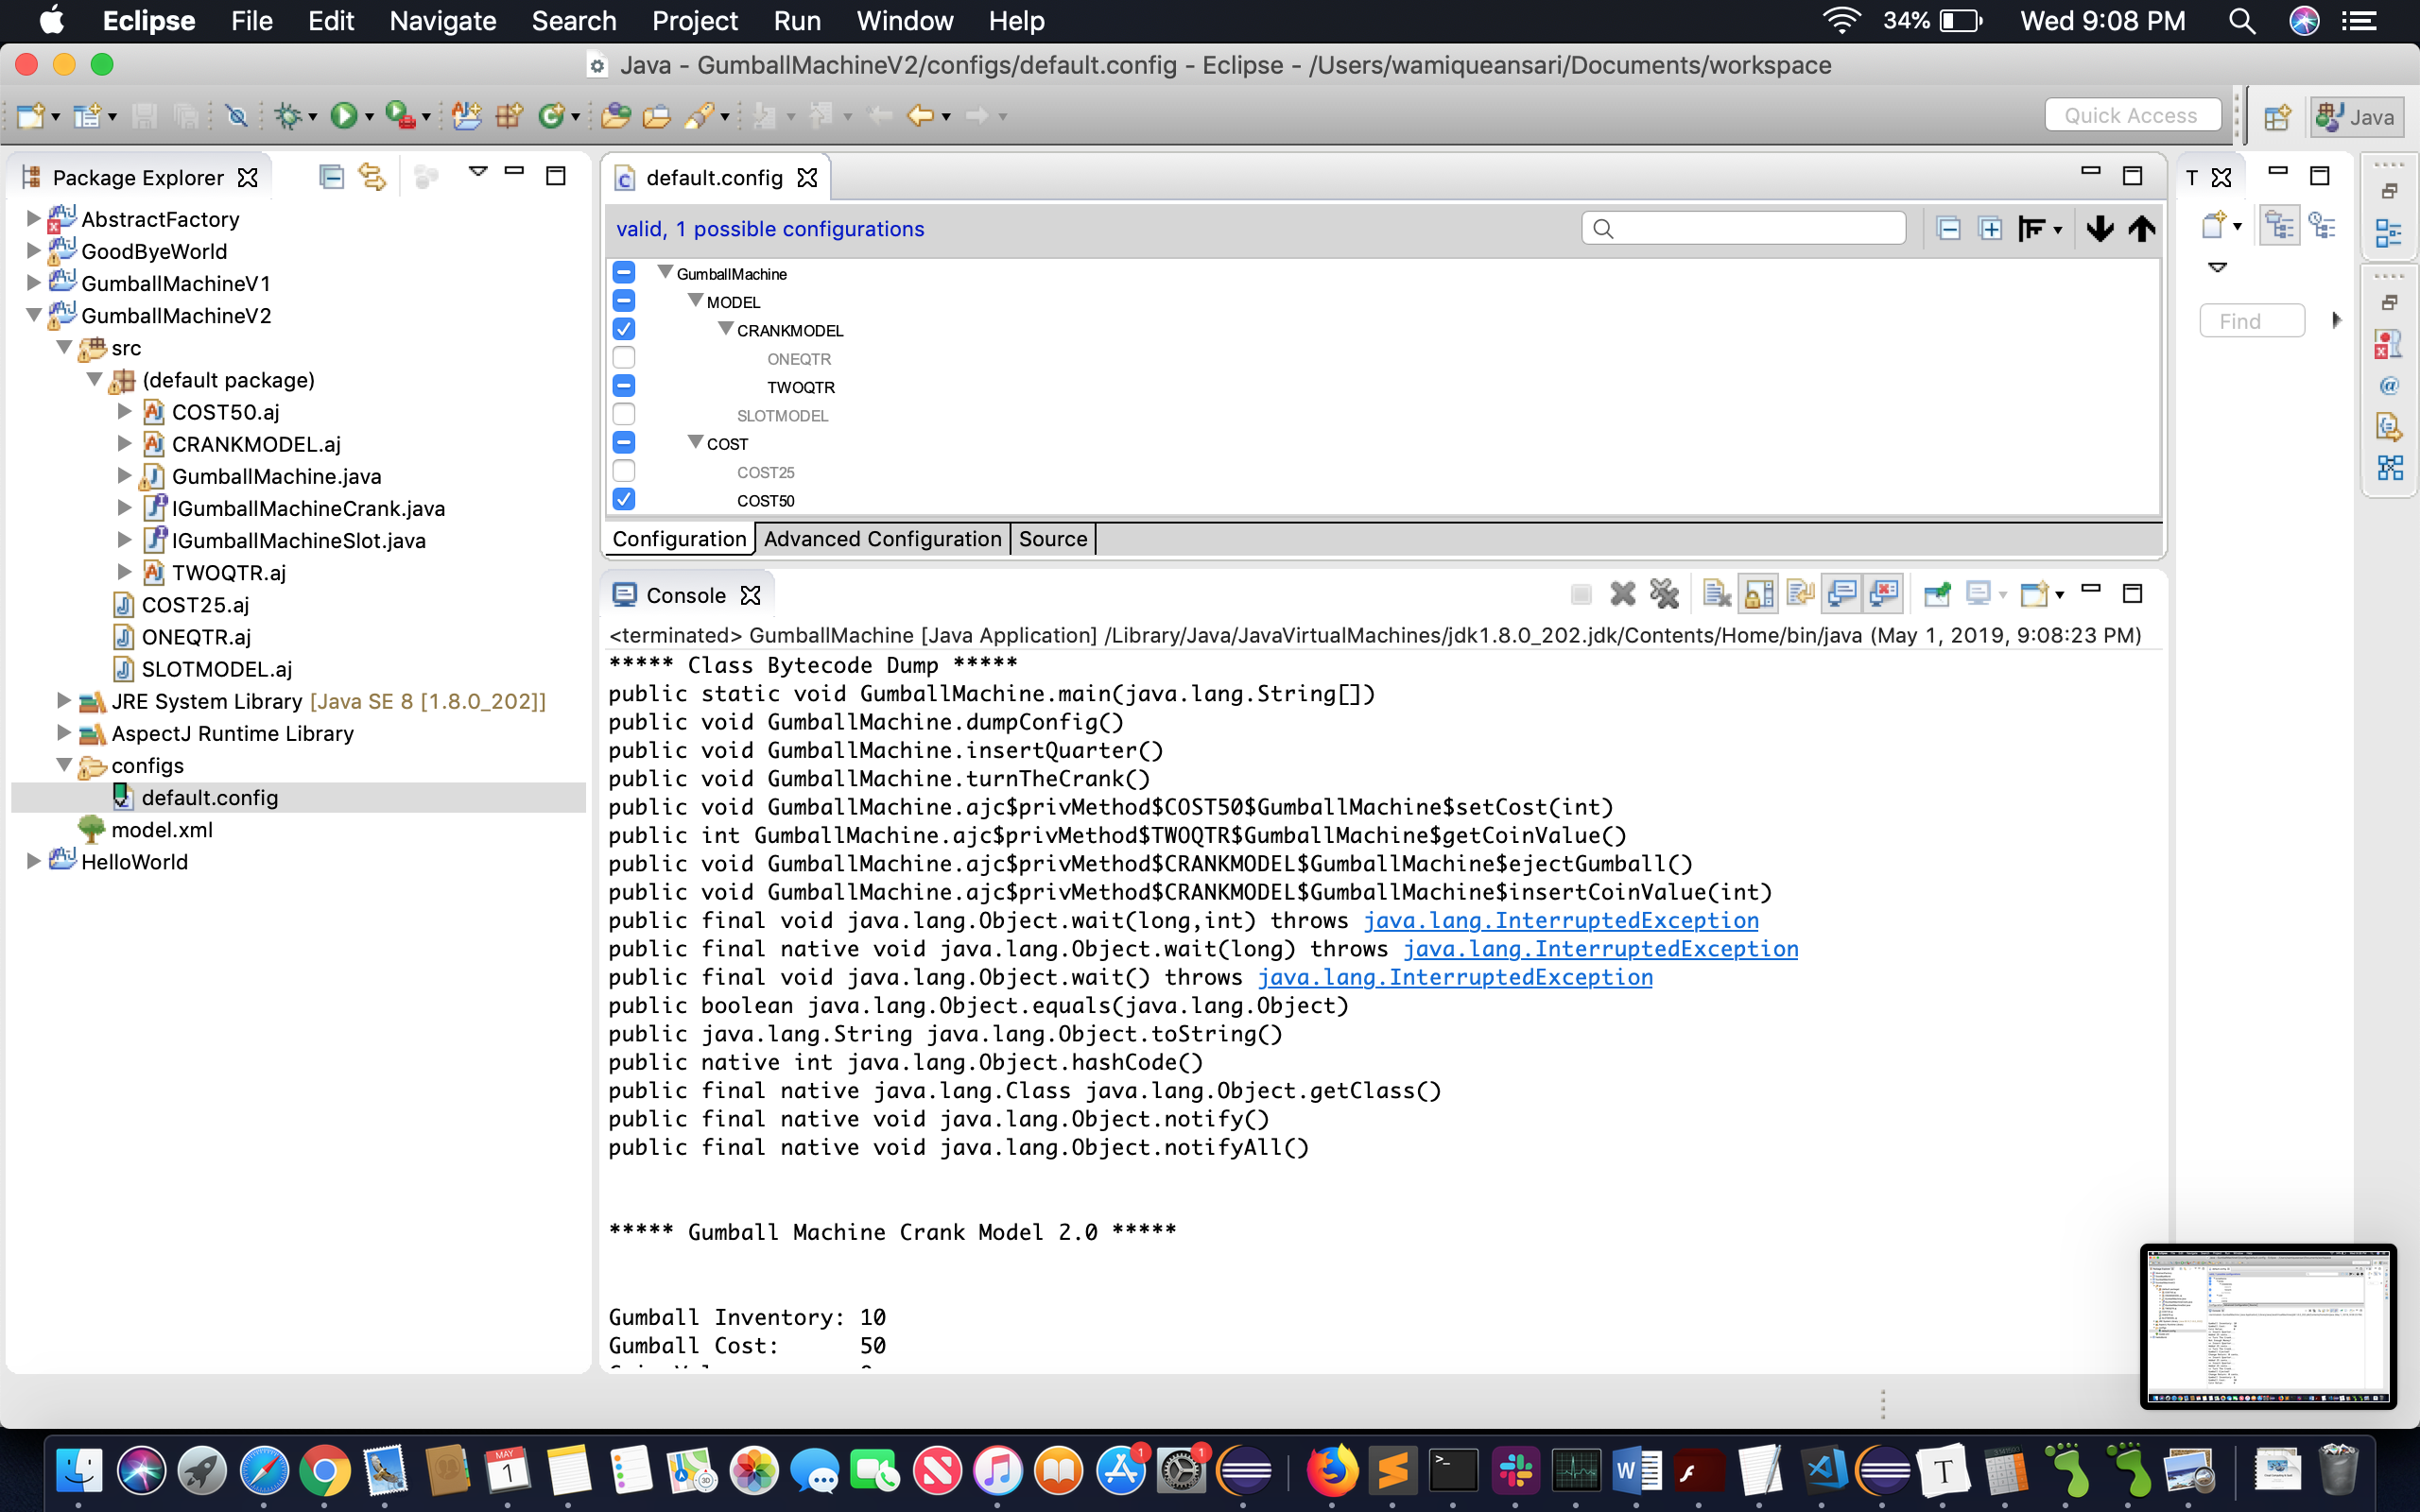 Eclipse File Edit Navigate Search Project Run Window Help 34% Wed 9:08 PM
Java - GumballMachineV2/configs/default.config - Eclipse - /Users/wamiqueansari/Documents/workspace
Quick Access
Java
Package Explorer
AbstractFactory
GoodByeWorld
GumballMachineV1
GumballMachineV2
src
(default package)
COST50.aj
CRANKMODEL.aj
GumballMachine.java
IGumballMachineCrank.java
IGumballMachineSlot.java
TWOQTR.aj
COST25.aj
ONEQTR.aj
SLOTMODEL.aj
JRE System Library [Java SE 8 [1.8.0_202]]
AspectJ Runtime Library
configs
default.config
model.xml
HelloWorld
default.config
valid, 1 possible configurations
GumballMachine
MODEL
CRANKMODEL
ONEQTR
TWOQTR
SLOTMODEL
COST
COST25
COST50
Configuration Advanced Configuration Source
T
Find
Console
<terminated> GumballMachine [Java Application] /Library/Java/JavaVirtualMachines/jdk1.8.0_202.jdk/Contents/Home/bin/java (May 1, 2019, 9:08:23 PM)
***** Class Bytecode Dump *****
public static void GumballMachine.main(java.lang.String[])
public void GumballMachine.dumpConfig()
public void GumballMachine.insertQuarter()
public void GumballMachine.turnTheCrank()
public void GumballMachine.ajc$privMethod$COST50$GumballMachine$setCost(int)
public int GumballMachine.ajc$privMethod$TWOQTR$GumballMachine$getCoinValue()
public void GumballMachine.ajc$privMethod$CRANKMODEL$GumballMachine$ejectGumball()
public void GumballMachine.ajc$privMethod$CRANKMODEL$GumballMachine$insertCoinValue(int)
public final void java.lang.Object.wait(long,int) throws java.lang.InterruptedException
public final native void java.lang.Object.wait(long) throws java.lang.InterruptedException
public final void java.lang.Object.wait() throws java.lang.InterruptedException
public boolean java.lang.Object.equals(java.lang.Object)
public java.lang.String java.lang.Object.toString()
public native int java.lang.Object.hashCode()
public final native java.lang.Class java.lang.Object.getClass()
public final native void java.lang.Object.notify()
public final native void java.lang.Object.notifyAll()
***** Gumball Machine Crank Model 2.0 *****
Gumball Inventory: 10
Gumball Cost: 50
MAY
1
1
1